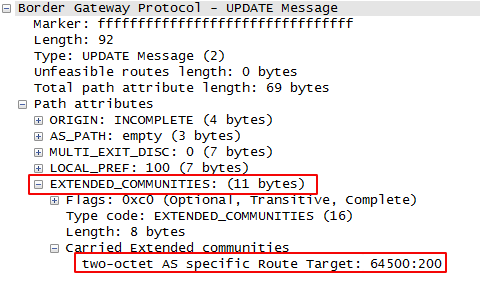 Border Gateway Protocol - UPDATE Message
Marker: ffffffffffffffffffffffffffffffff
Length: 92
Type: UPDATE Message (2)
Unfeasible routes length: 0 bytes
Total path attribute length: 69 bytes
Path attributes
ORIGIN: INCOMPLETE (4 bytes)
AS_PATH: empty (3 bytes)
MULTI_EXIT_DISC: 0 (7 bytes)
LOCAL_PREF: 100 (7 bytes)
EXTENDED_COMMUNITIES: (11 bytes)
Flags: 0xc0 (Optional, Transitive, Complete)
Type code: EXTENDED_COMMUNITIES (16)
Length: 8 bytes
Carried Extended communities
two-octet AS specific Route Target: 64500:200